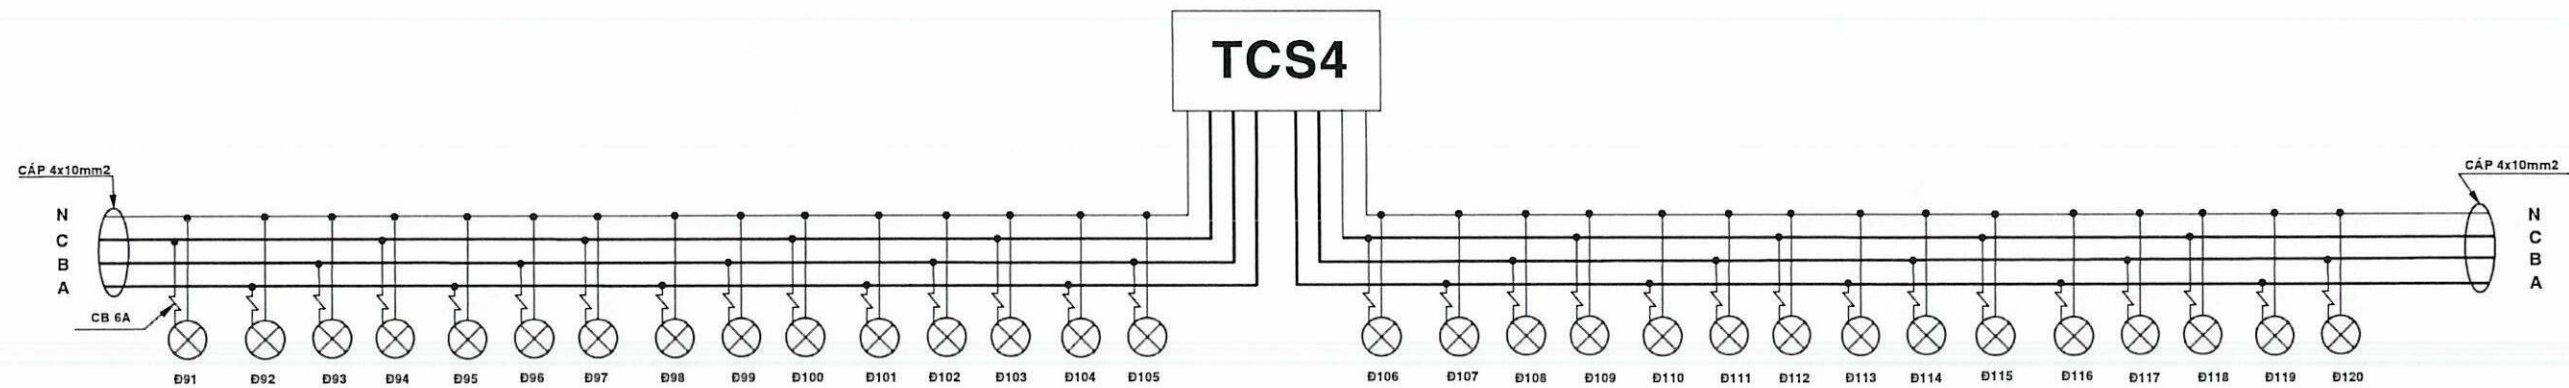 TCS4
CÁP 4x10mm2
CÁP 4x10mm2
N
C
B
A
CB 6A
N
C
B
A
Đ91 Đ92 Đ93 Đ94 Đ95 Đ96 Đ97 Đ98 Đ99 Đ100 Đ101 Đ102 Đ103 Đ104 Đ105 Đ106 Đ107 Đ108 Đ109 Đ110 Đ111 Đ112 Đ113 Đ114 Đ115 Đ116 Đ117 Đ118 Đ119 Đ120